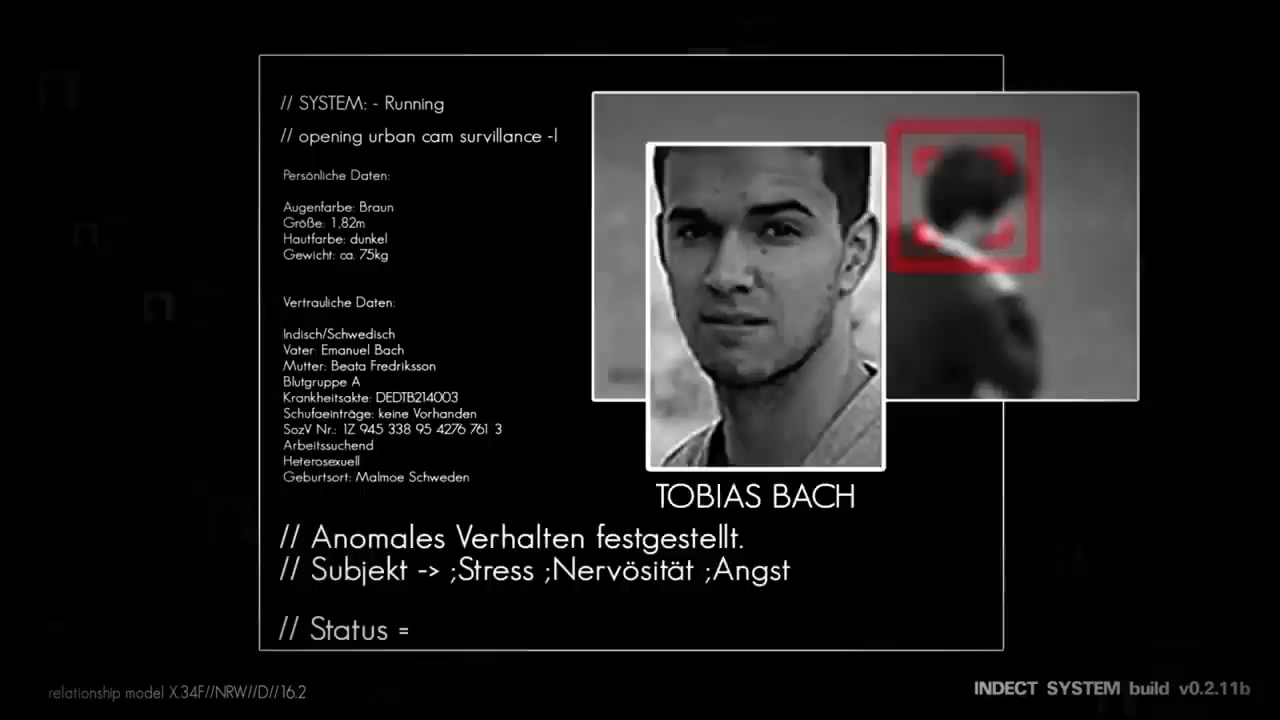 // SYSTEM: - Running
// opening urban cam survillance -l
Persönliche Daten:
Augenfarbe: Braun
Größe: 1,82m
Hautfarbe: dunkel
Gewicht: ca. 75kg
Vertrauliche Daten:
Indisch/Schwedisch
Vater: Emanuel Bach
Mutter: Beata Fredriksson
Blutgruppe A
Krankheitsakte: DEDTB214003
Schufaeinträge: keine Vorhanden
SozV Nr.: 1Z 945 338 95 4276 761 3
Arbeitssuchend
Heterosexuell
Geburtsort: Malmoe Schweden
TOBIAS BACH
// Anomales Verhalten festgestellt.
// Subjekt -> ;Stress ;Nervösität ;Angst
// Status =
relationship model X.34F//NRW//D//16.2
INDECT SYSTEM build v0.2.11b